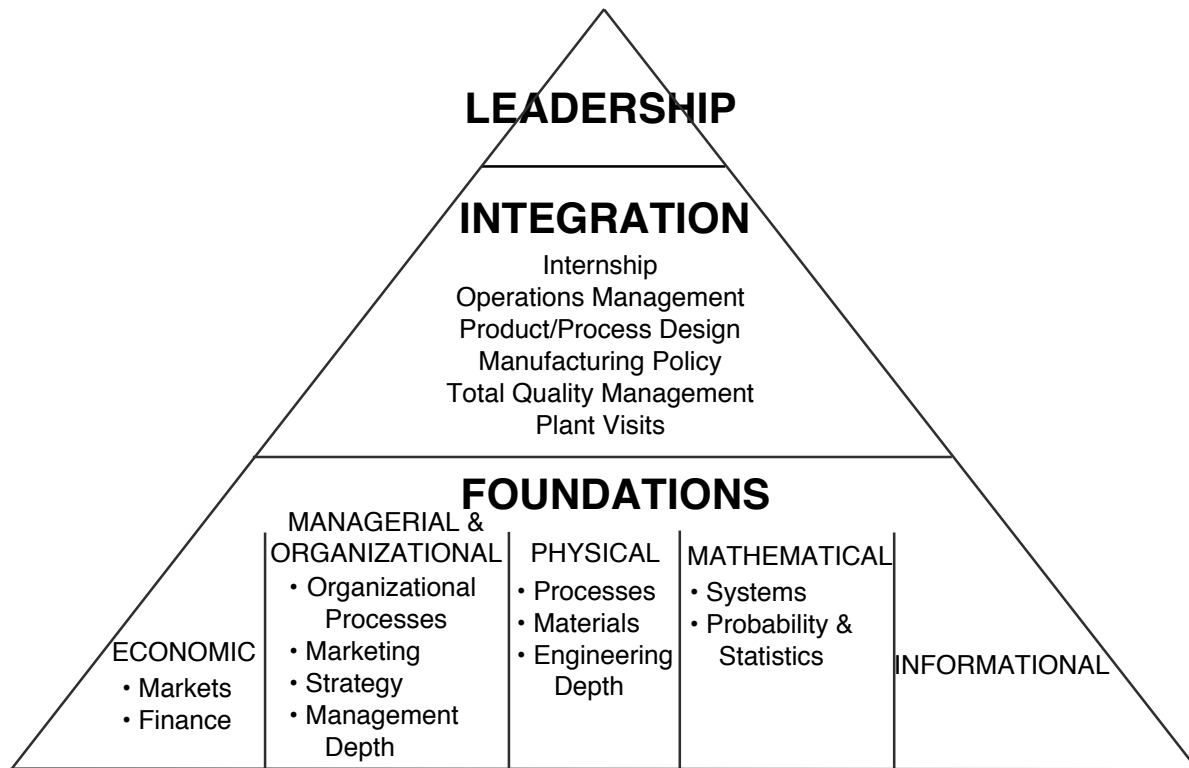 LEADERSHIP
INTEGRATION
Internship
Operations Management
Product/Process Design
Manufacturing Policy
Total Quality Management
Plant Visits
FOUNDATIONS
ECONOMIC
• Markets
• Finance
MANAGERIAL &
ORGANIZATIONAL
• Organizational
Processes
• Marketing
• Strategy
• Management
Depth
PHYSICAL
• Processes
• Materials
• Engineering
Depth
MATHEMATICAL
• Systems
• Probability &
Statistics
INFORMATIONAL